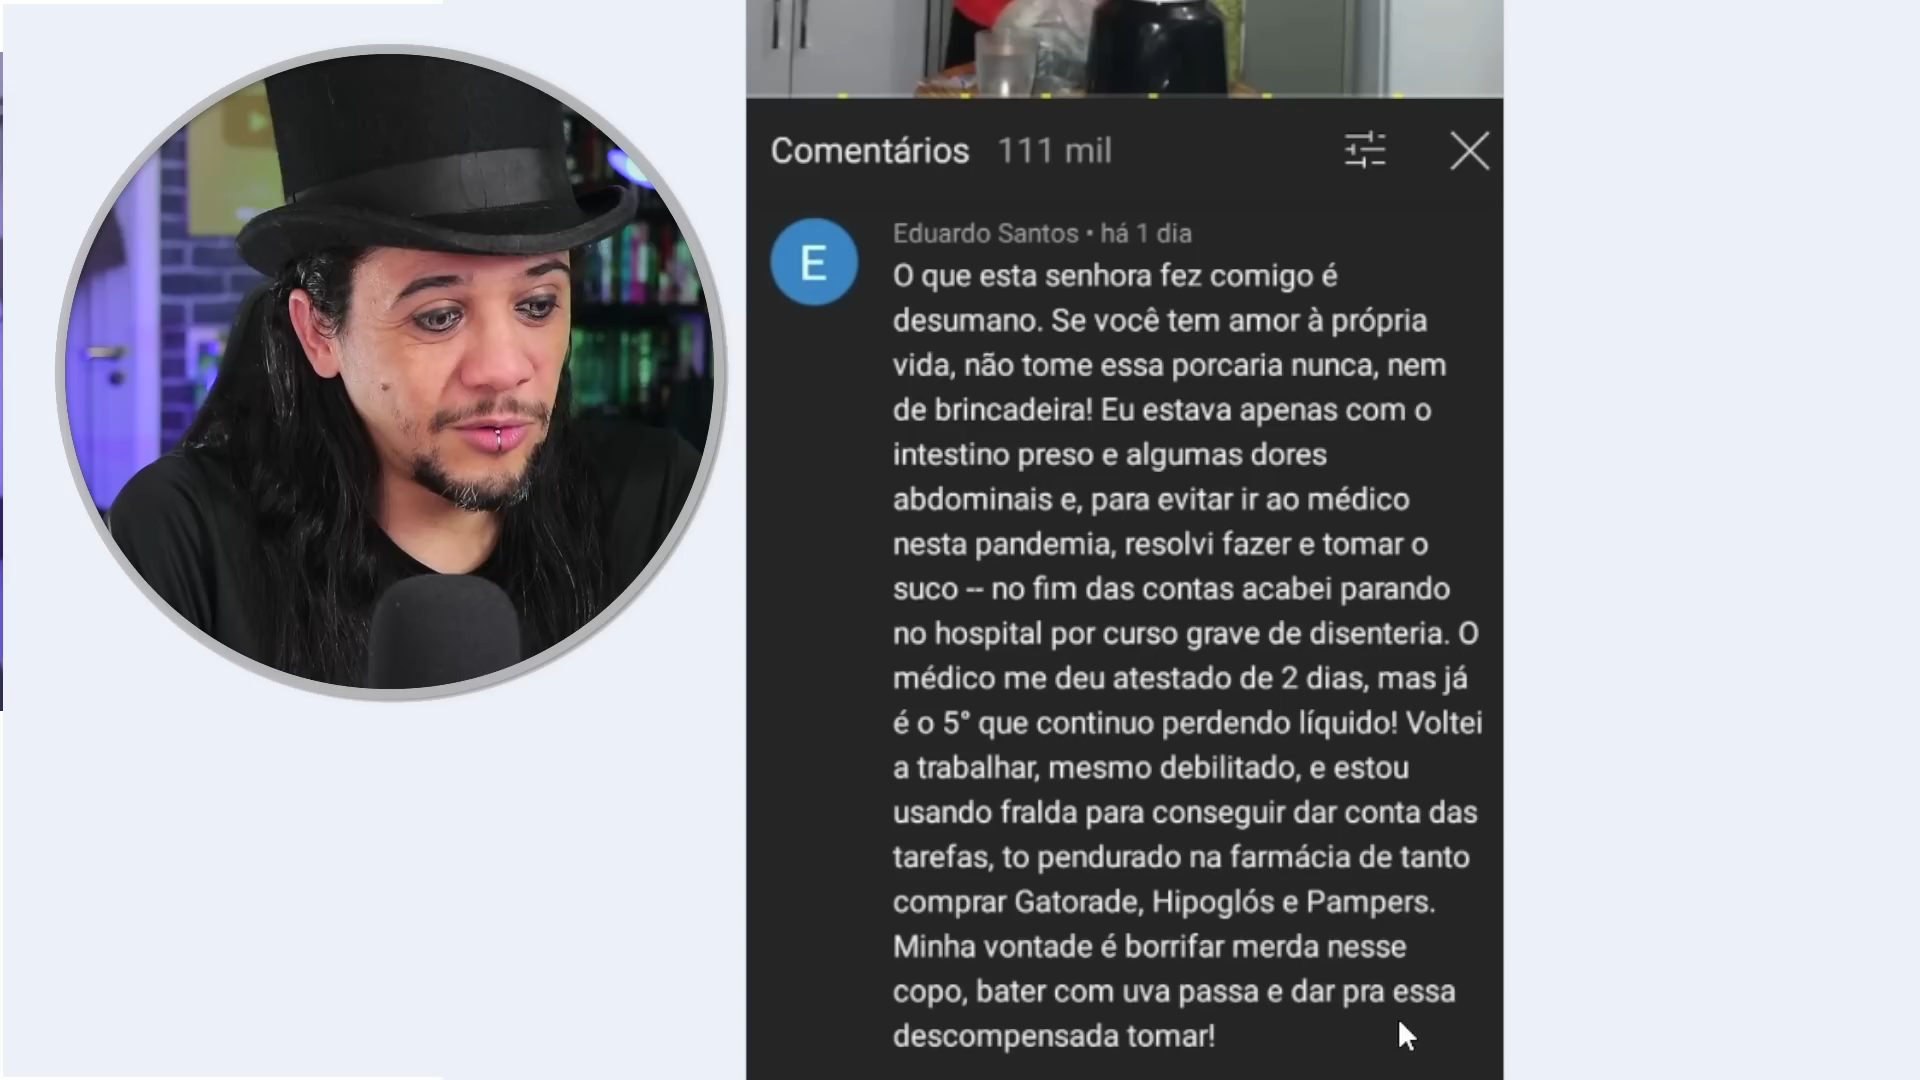 Comentários 111 mil
E
Eduardo Santos • há 1 dia
O que esta senhora fez comigo é
desumano. Se você tem amor à própria
vida, não tome essa porcaria nunca, nem
de brincadeira! Eu estava apenas com o
intestino preso e algumas dores
abdominais e, para evitar ir ao médico
nesta pandemia, resolvi fazer e tomar o
suco -- no fim das contas acabei parando
no hospital por curso grave de disenteria. O
médico me deu atestado de 2 dias, mas já
é o 5° que continuo perdendo líquido! Voltei
a trabalhar, mesmo debilitado, e estou
usando fralda para conseguir dar conta das
tarefas, to pendurado na farmácia de tanto
comprar Gatorade, Hipoglós e Pampers.
Minha vontade é borrifar merda nesse
copo, bater com uva passa e dar pra essa
descompensada tomar!